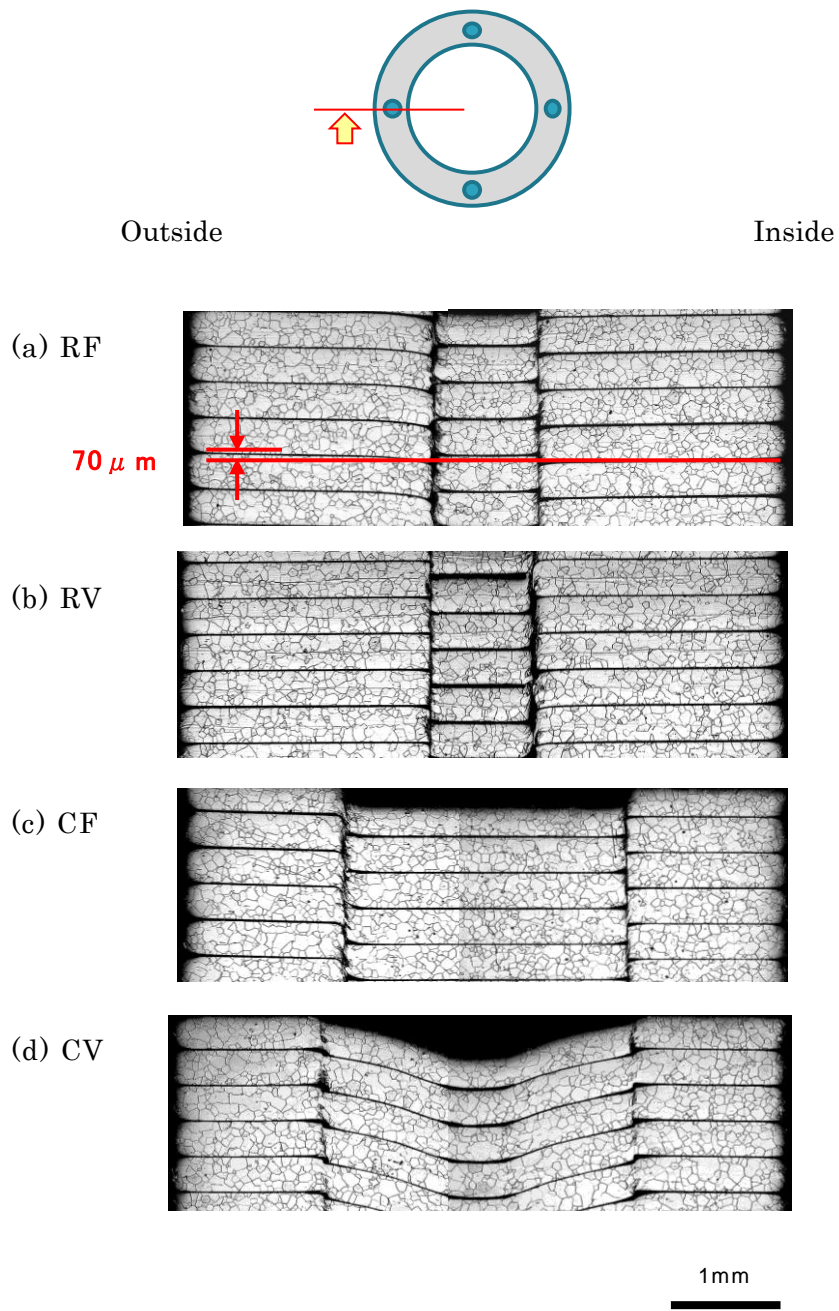 Outside
Inside
(a) RF
70 μ m
(b) RV
(c) CF
(d) CV
1mm